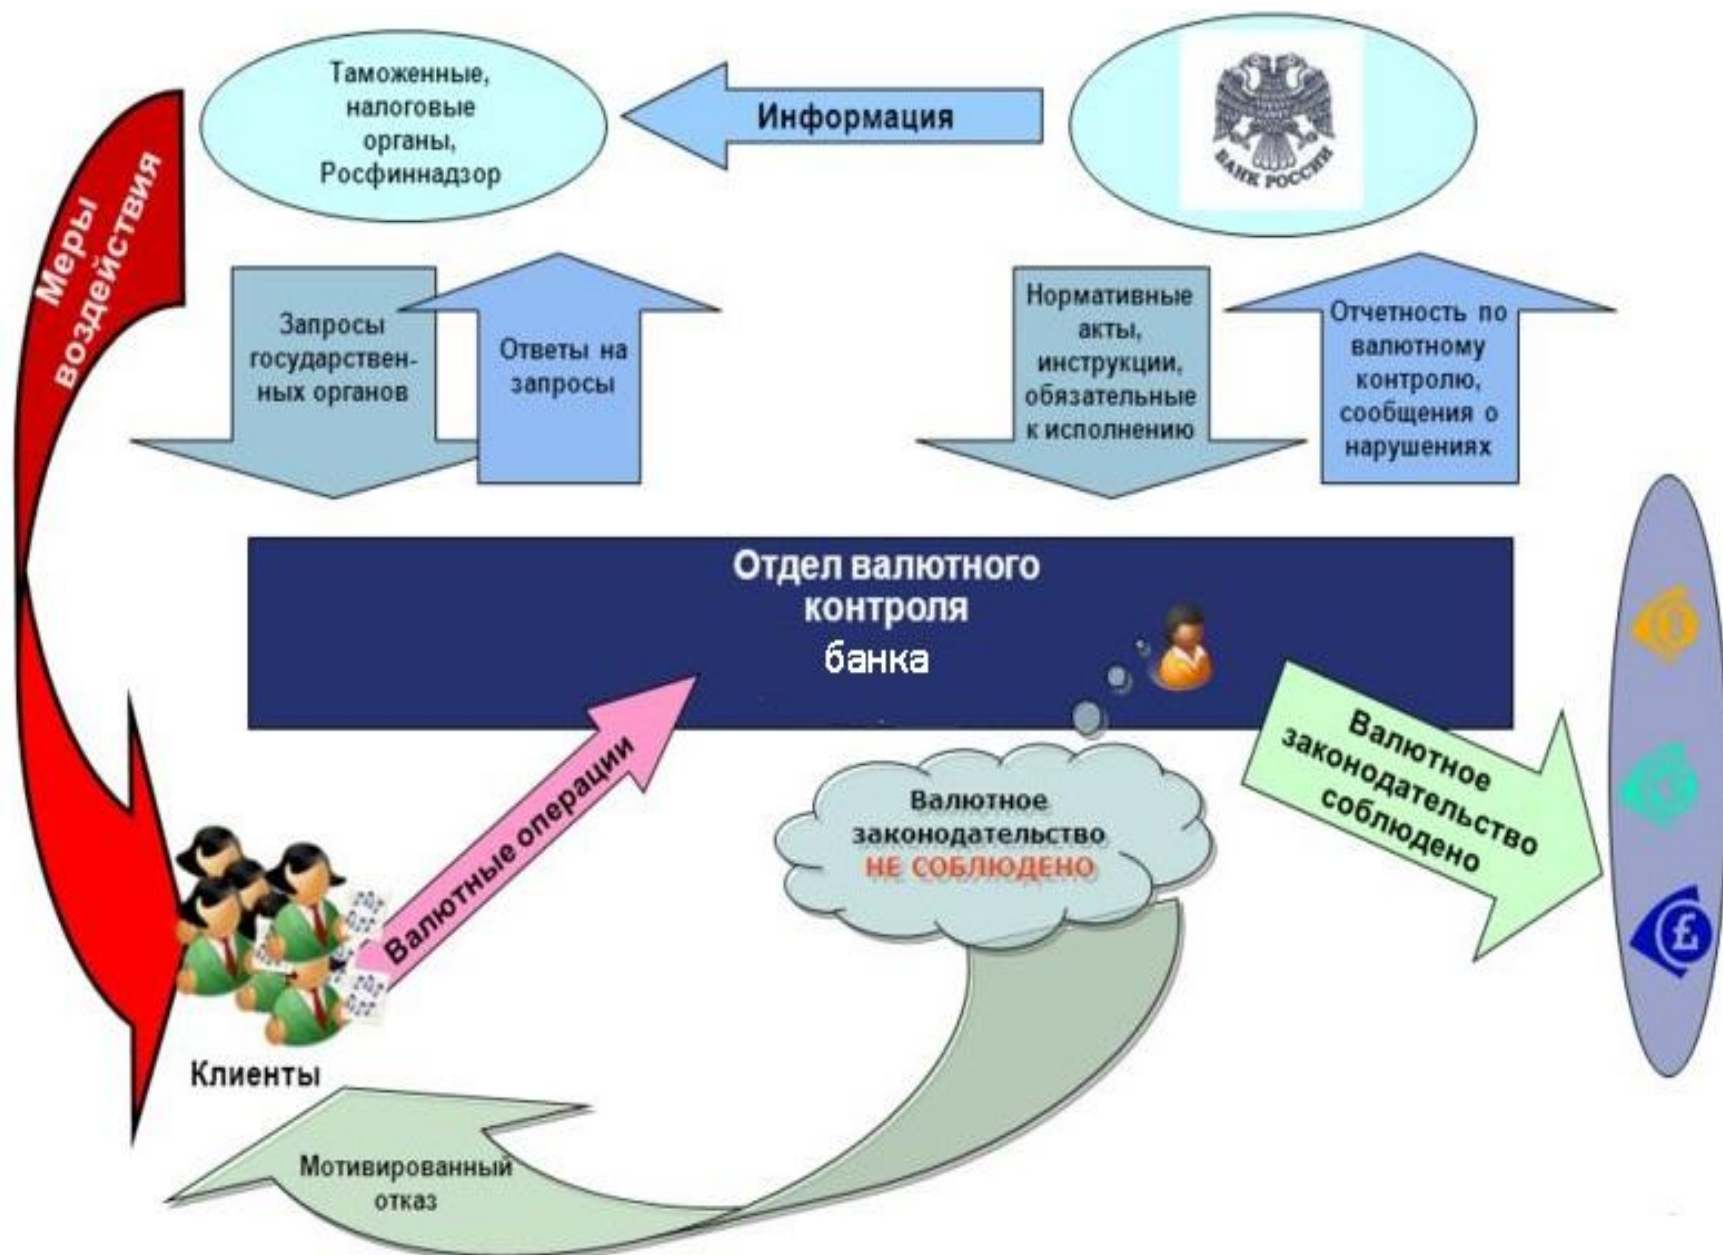 Таможенные,
налоговые
органы,
Росфиннадзор
Информация
БАНК РОССИИ
Меры
воздействия
Запросы
государствен-
ных органов
Ответы на
запросы
Нормативные
акты,
инструкции,
обязательные
к исполнению
Отчетность по
валютному
контролю,
сообщения о
нарушениях
Отдел валютного
контроля
банка
Валютные операции
Валютное
законодательство
НЕ СОБЛЮДЕНО
Валютное
законодательство
соблюдено
£
Клиенты
Мотивированный
отказ